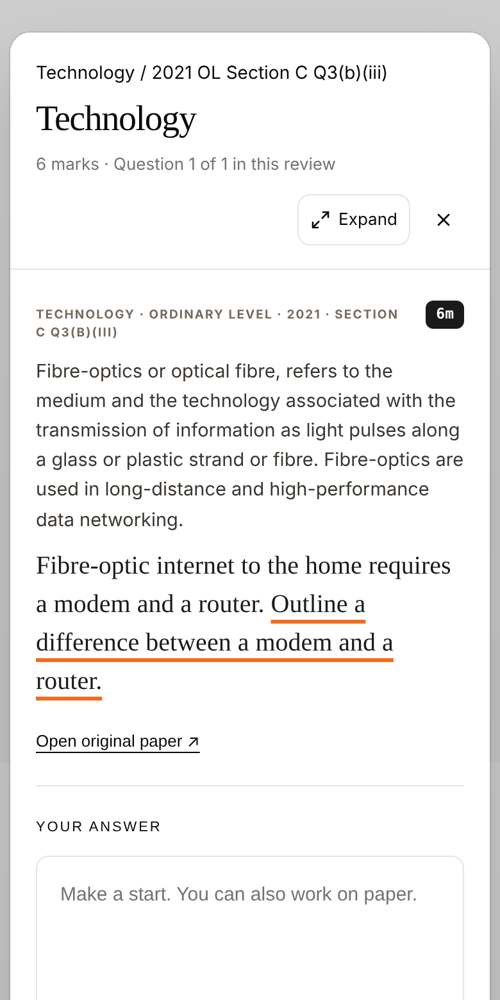 Technology / 2021 OL Section C Q3(b)(iii)
Technology
6 marks · Question 1 of 1 in this review
Expand ×
TECHNOLOGY · ORDINARY LEVEL · 2021 · SECTION
C Q3(B)(III)
6m
Fibre-optics or optical fibre, refers to the
medium and the technology associated with the
transmission of information as light pulses along
a glass or plastic strand or fibre. Fibre-optics are
used in long-distance and high-performance
data networking.
Fibre-optic internet to the home requires
a modem and a router. Outline a
difference between a modem and a
router.
Open original paper ↗
YOUR ANSWER
Make a start. You can also work on paper.